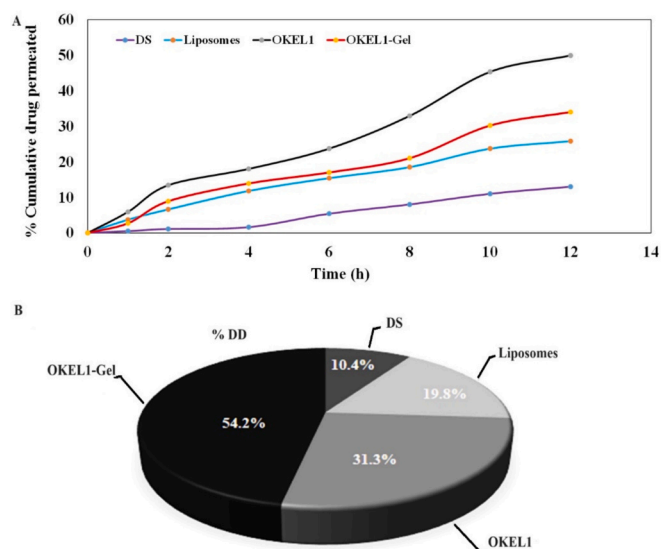 A
60
50
40
30
20
10
0
% Cumulative drug permeated
DS Liposomes OKEL1 OKEL1-Gel
0 2 4 6 8 10 12 14
Time (h)
B
% DD
DS
Liposomes
OKEL1-Gel
10.4%
19.8%
54.2%
31.3%
OKEL1